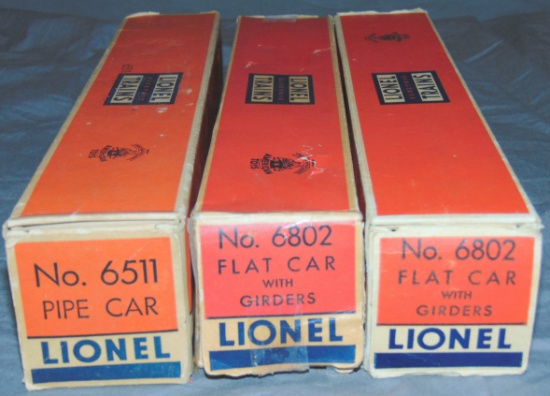 LIONEL
TRAINS
LIONEL
TRAINS
LIONEL
TRAINS
No. 6511
PIPE CAR
LIONEL
No. 6802
FLAT CAR
WITH
GIRDERS
LIONEL
No. 6802
FLAT CAR
WITH
GIRDERS
LIONEL